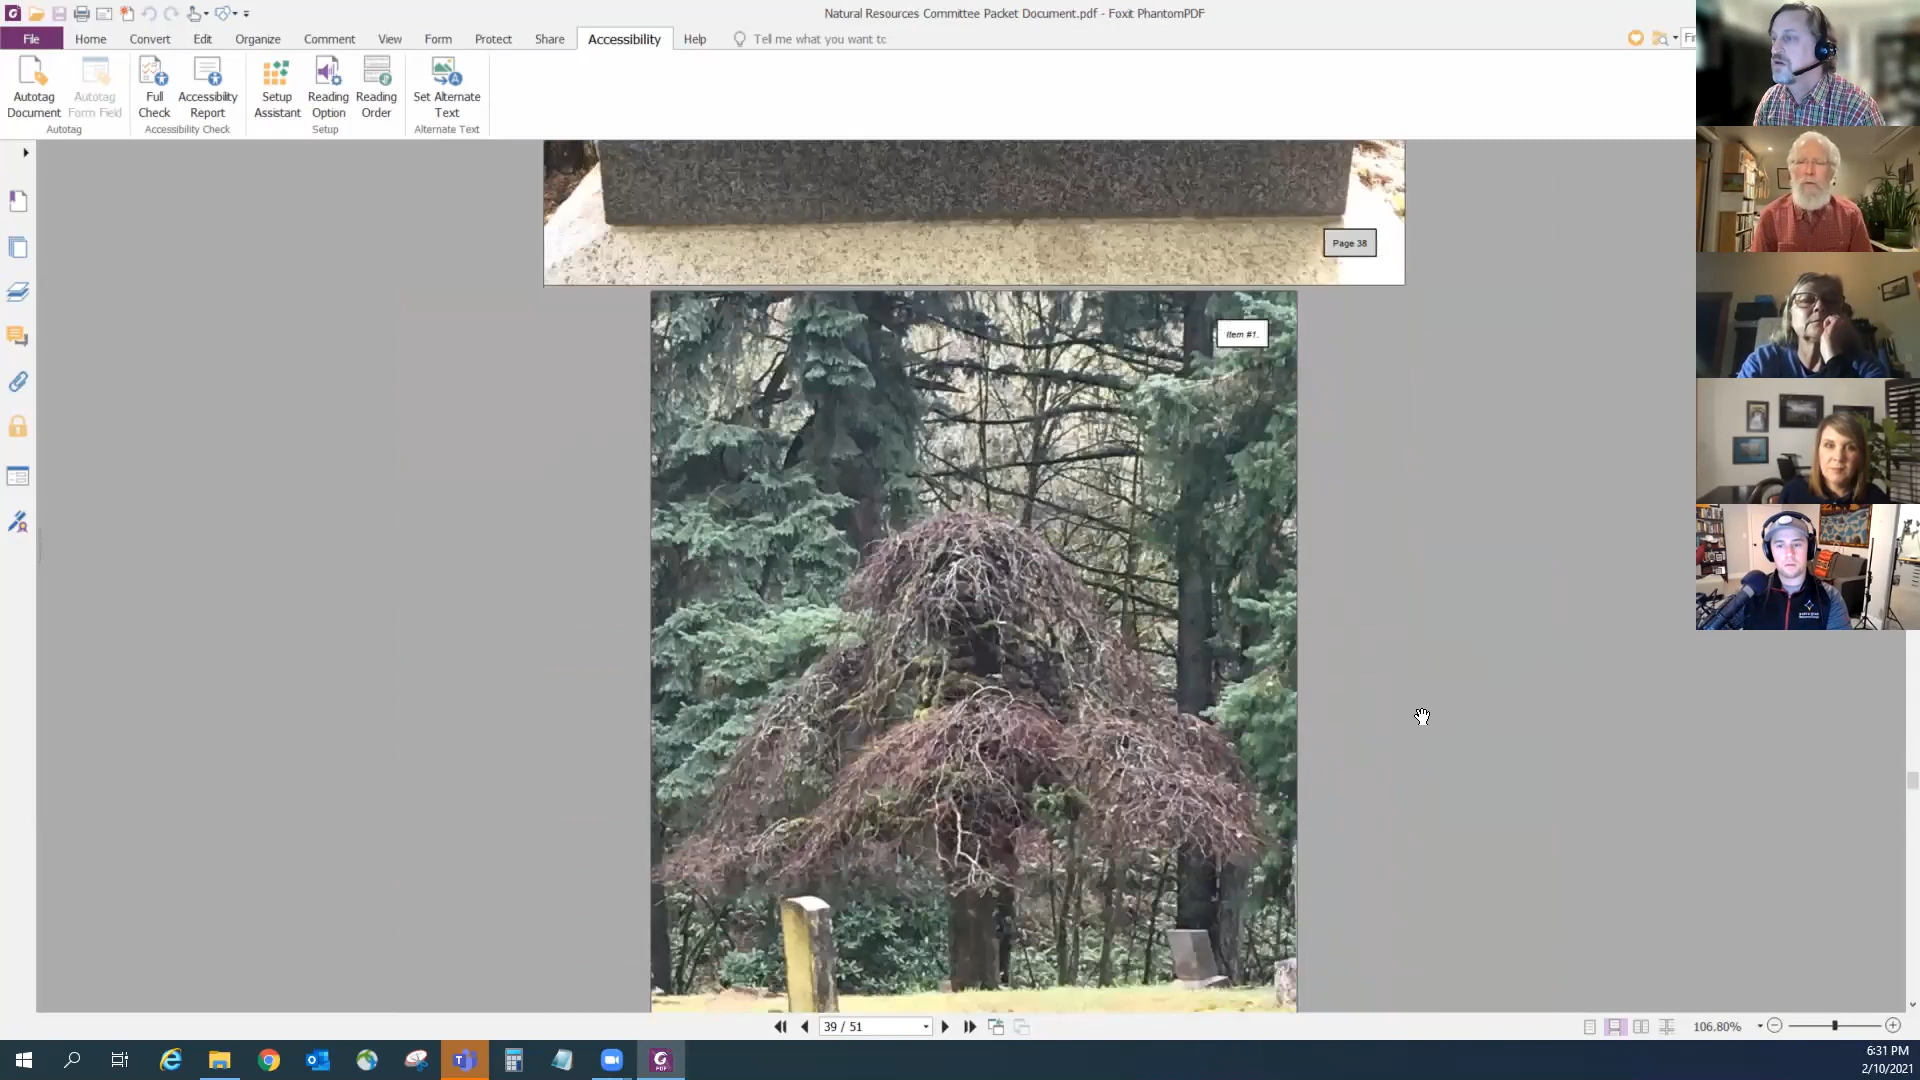 Natural Resources Committee Packet Document.pdf - Foxit PhantomPDF
File Home Convert Edit Organize Comment View Form Protect Share Accessibility Help Tell me what you want tc
Autotag Document
Autotag Form Field
Full Check
Accessibility Report
Setup Assistant
Reading Option
Reading Order
Set Alternate Text
Autotag
Accessibility Check
Setup
Alternate Text
Page 38
Item #1.
39 / 51
106.80%
6:31 PM
2/10/2021